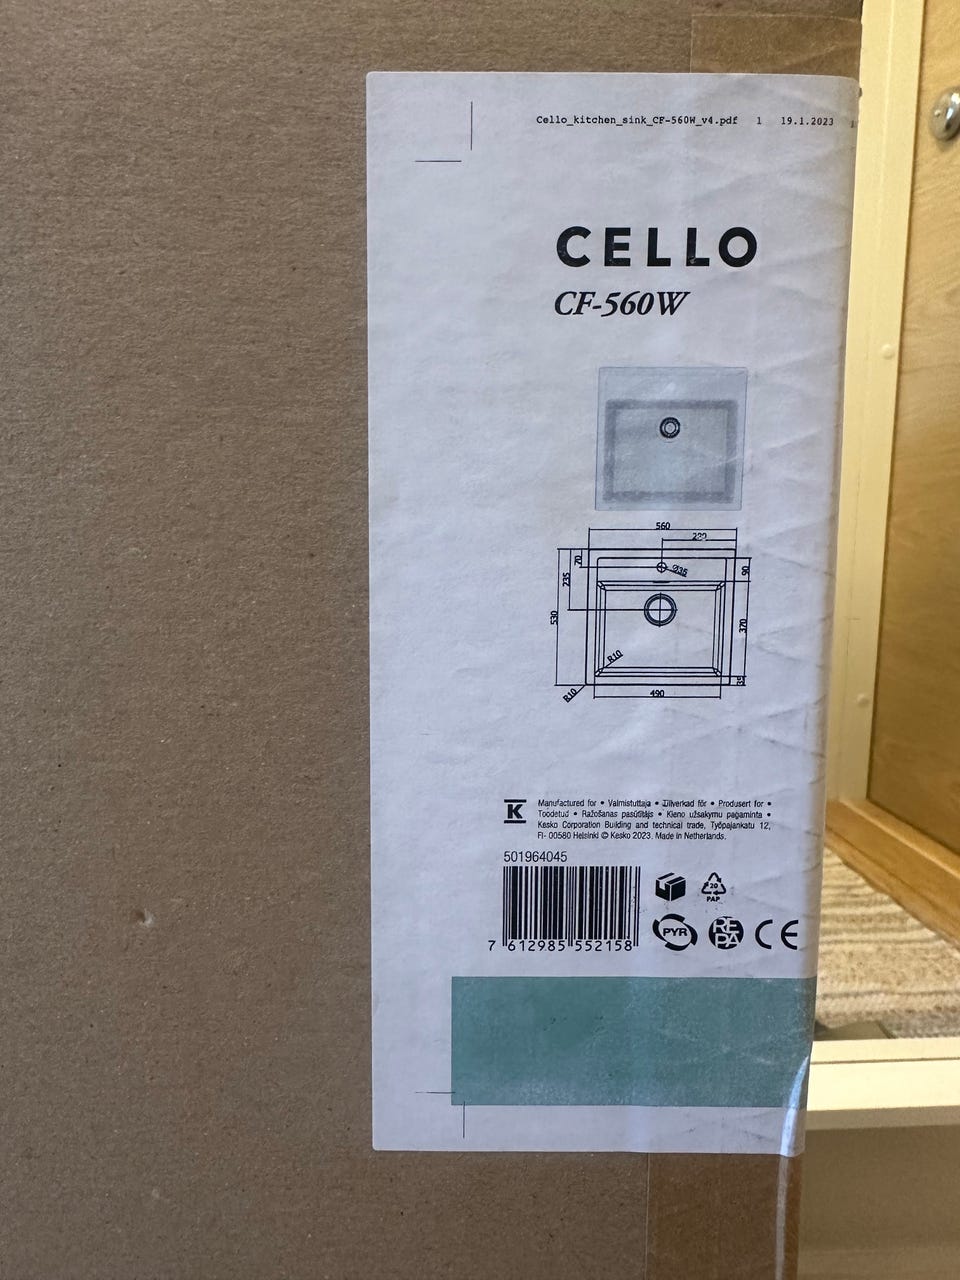 Cello_kitchen_sink_CF-560W_v4.pdf 1 19.1.2023
CELLO
CF-560W
560
70
Ø35
90
235
530
370
R10
35
R10
490
K
Manufactured for • Valmistuttaja • Tillverkad för • Produsert for •
Toodetud • Ražošanas pasūtītājs • Kieno užsakymu pagaminta •
Kesko Corporation Building and technical trade, Työpajankatu 12,
FI- 00580 Helsinki © Kesko 2023. Made in Netherlands.
501964045
20
PAP
PYR
REPA
CE
7 612985 552158